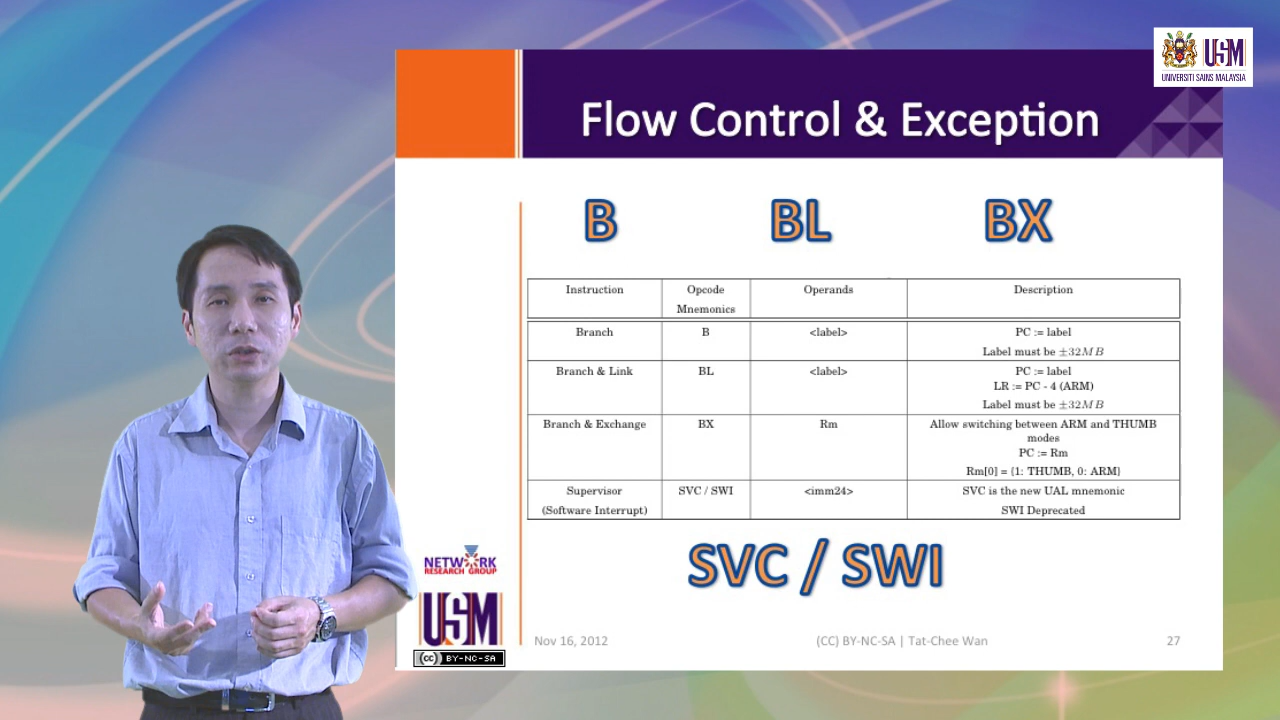 USM
UNIVERSITI SAINS MALAYSIA
Flow Control & Exception
B BL BX
Instruction Opcode Mnemonics Operands Description
Branch B <label> PC := label
Label must be ±32MB
Branch & Link BL <label> PC := label
LR := PC - 4 (ARM)
Label must be ±32MB
Branch & Exchange BX Rm Allow switching between ARM and THUMB
modes
PC := Rm
Rm[0] = {1: THUMB, 0: ARM}
Supervisor SVC / SWI <imm24> SVC is the new UAL mnemonic
(Software Interrupt) SWI Deprecated
SVC / SWI
NETWORK
RESEARCH GROUP
USM
cc BY-NC-SA
Nov 16, 2012 (CC) BY-NC-SA | Tat-Chee Wan 27